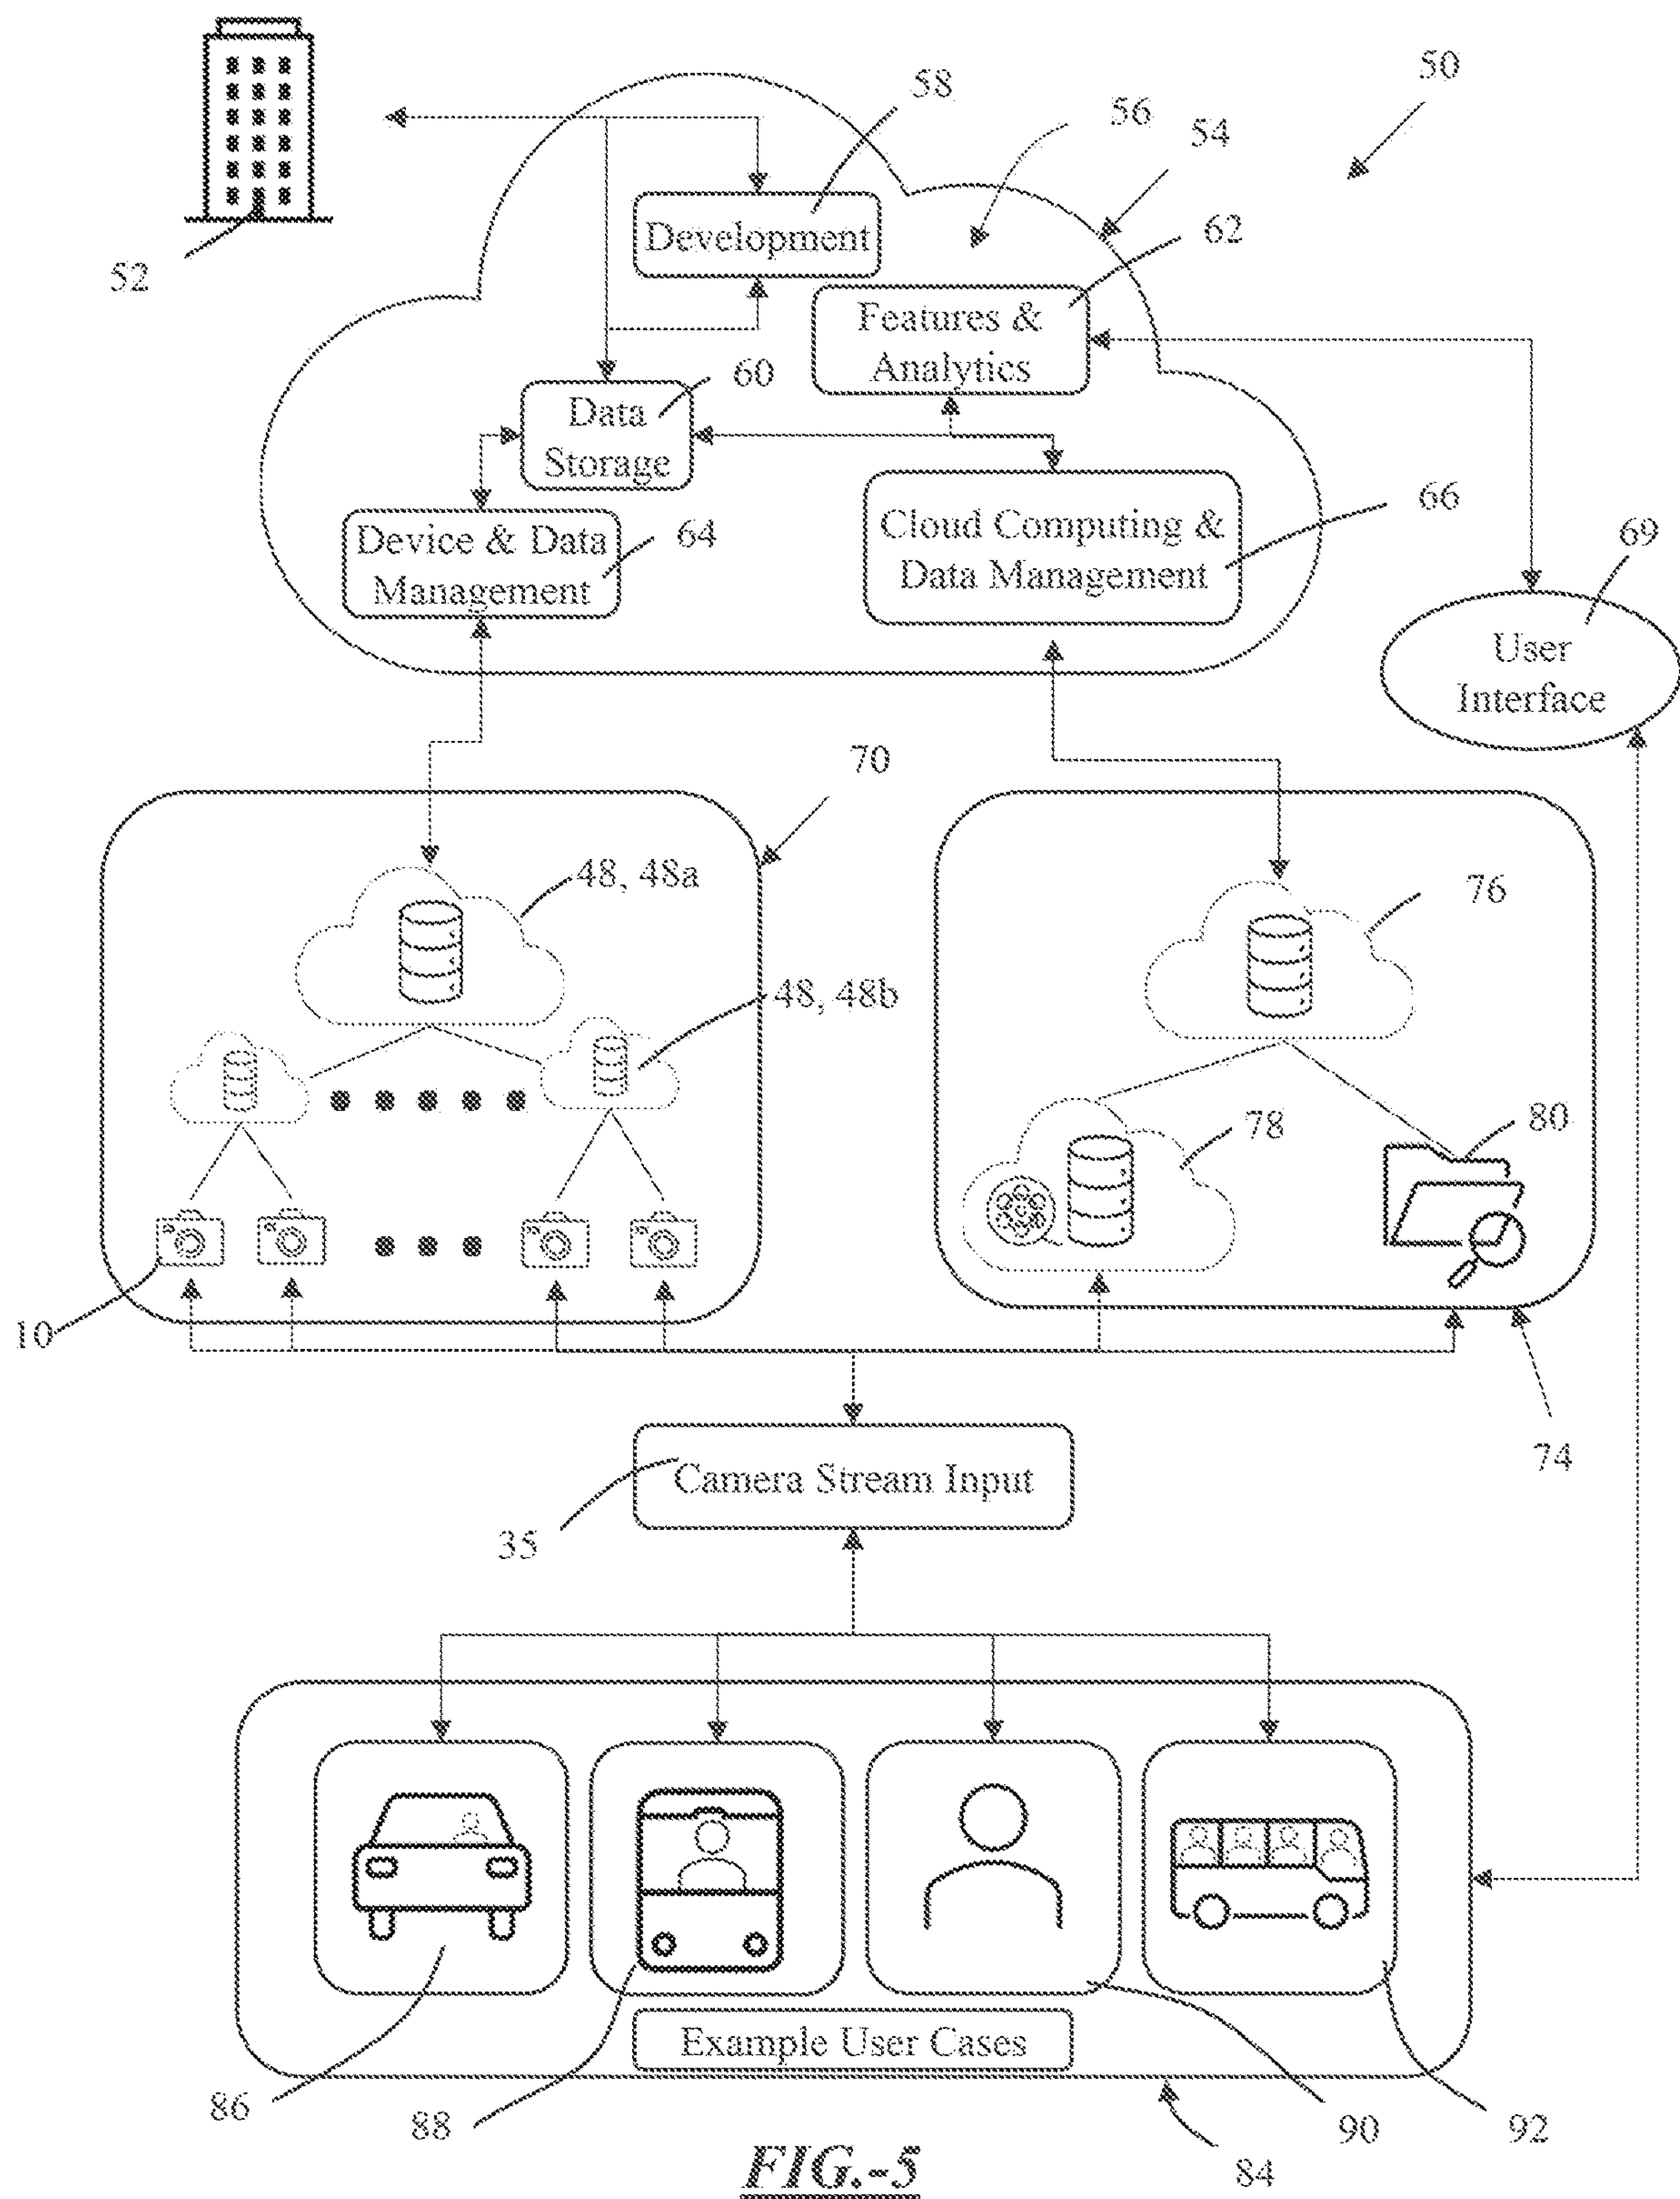 50
58
56
54
52
Development
62
Features &
Analytics
60
Data
Storage
66
64
Device & Data
Management
Cloud Computing &
Data Management
69
User
Interface
70
48, 48a
76
48, 48b
78
80
10
74
Camera Stream Input
35
Example User Cases
86
88
90
92
84
FIG.-5